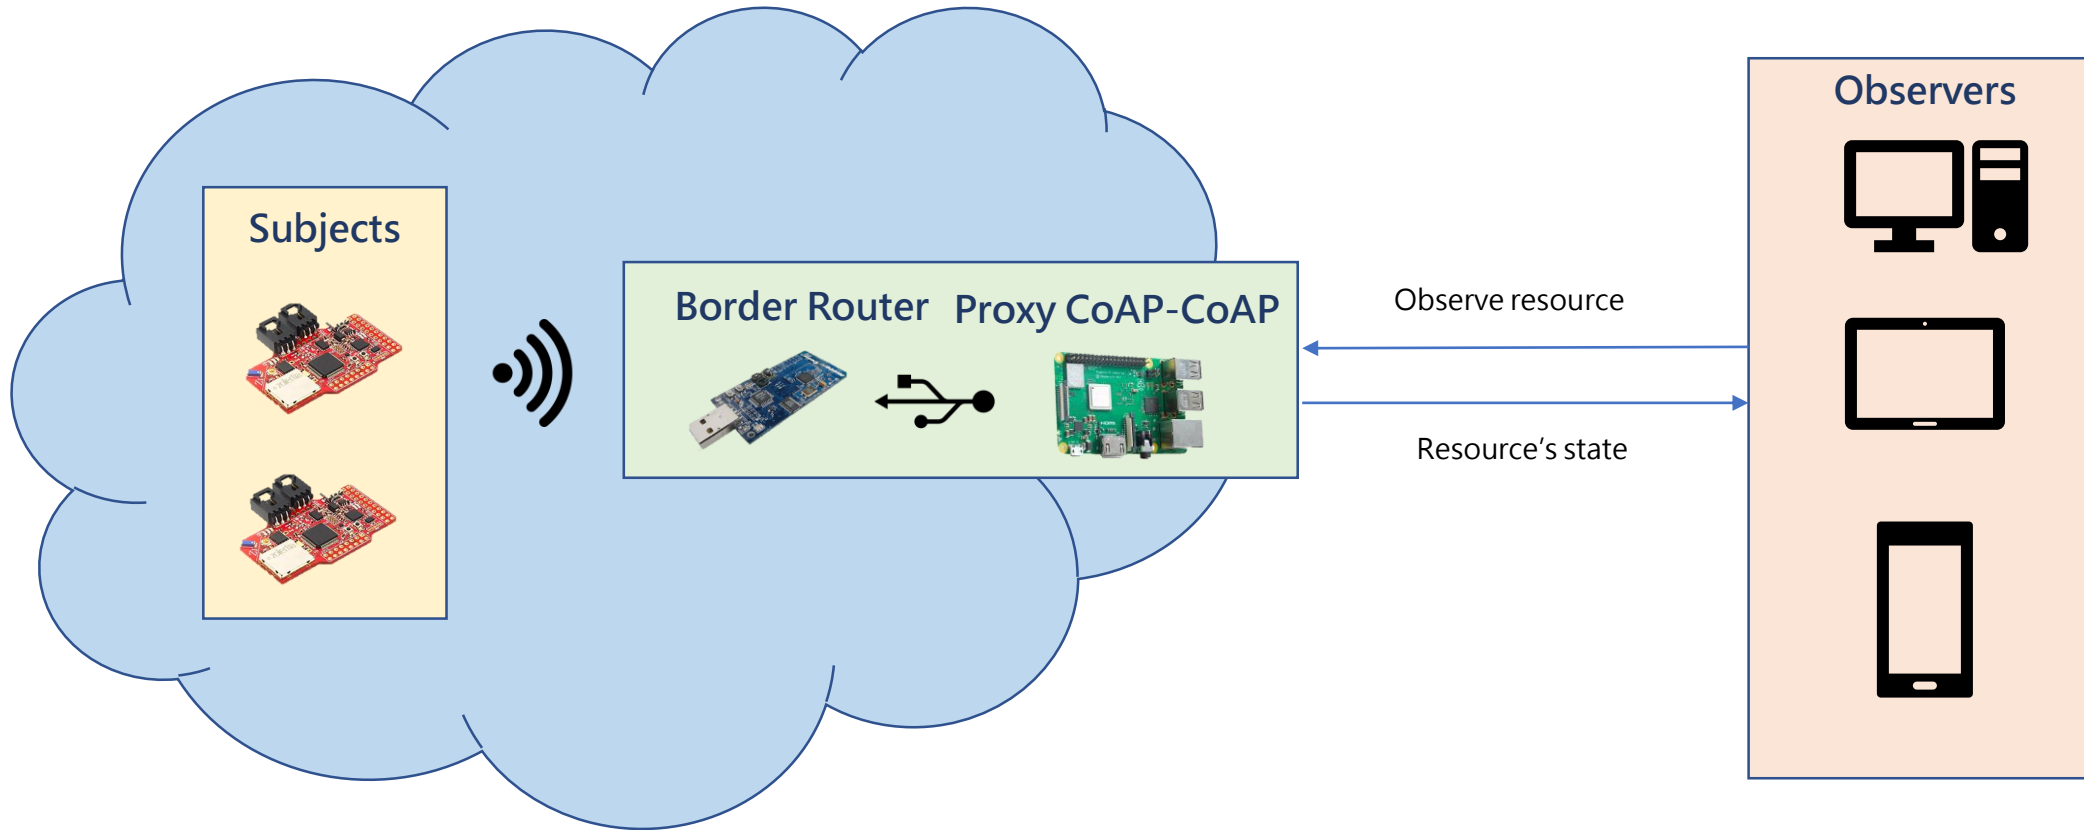 Observers
Subjects
Border Router
Proxy CoAP-CoAP
Observe resource
Resource's state